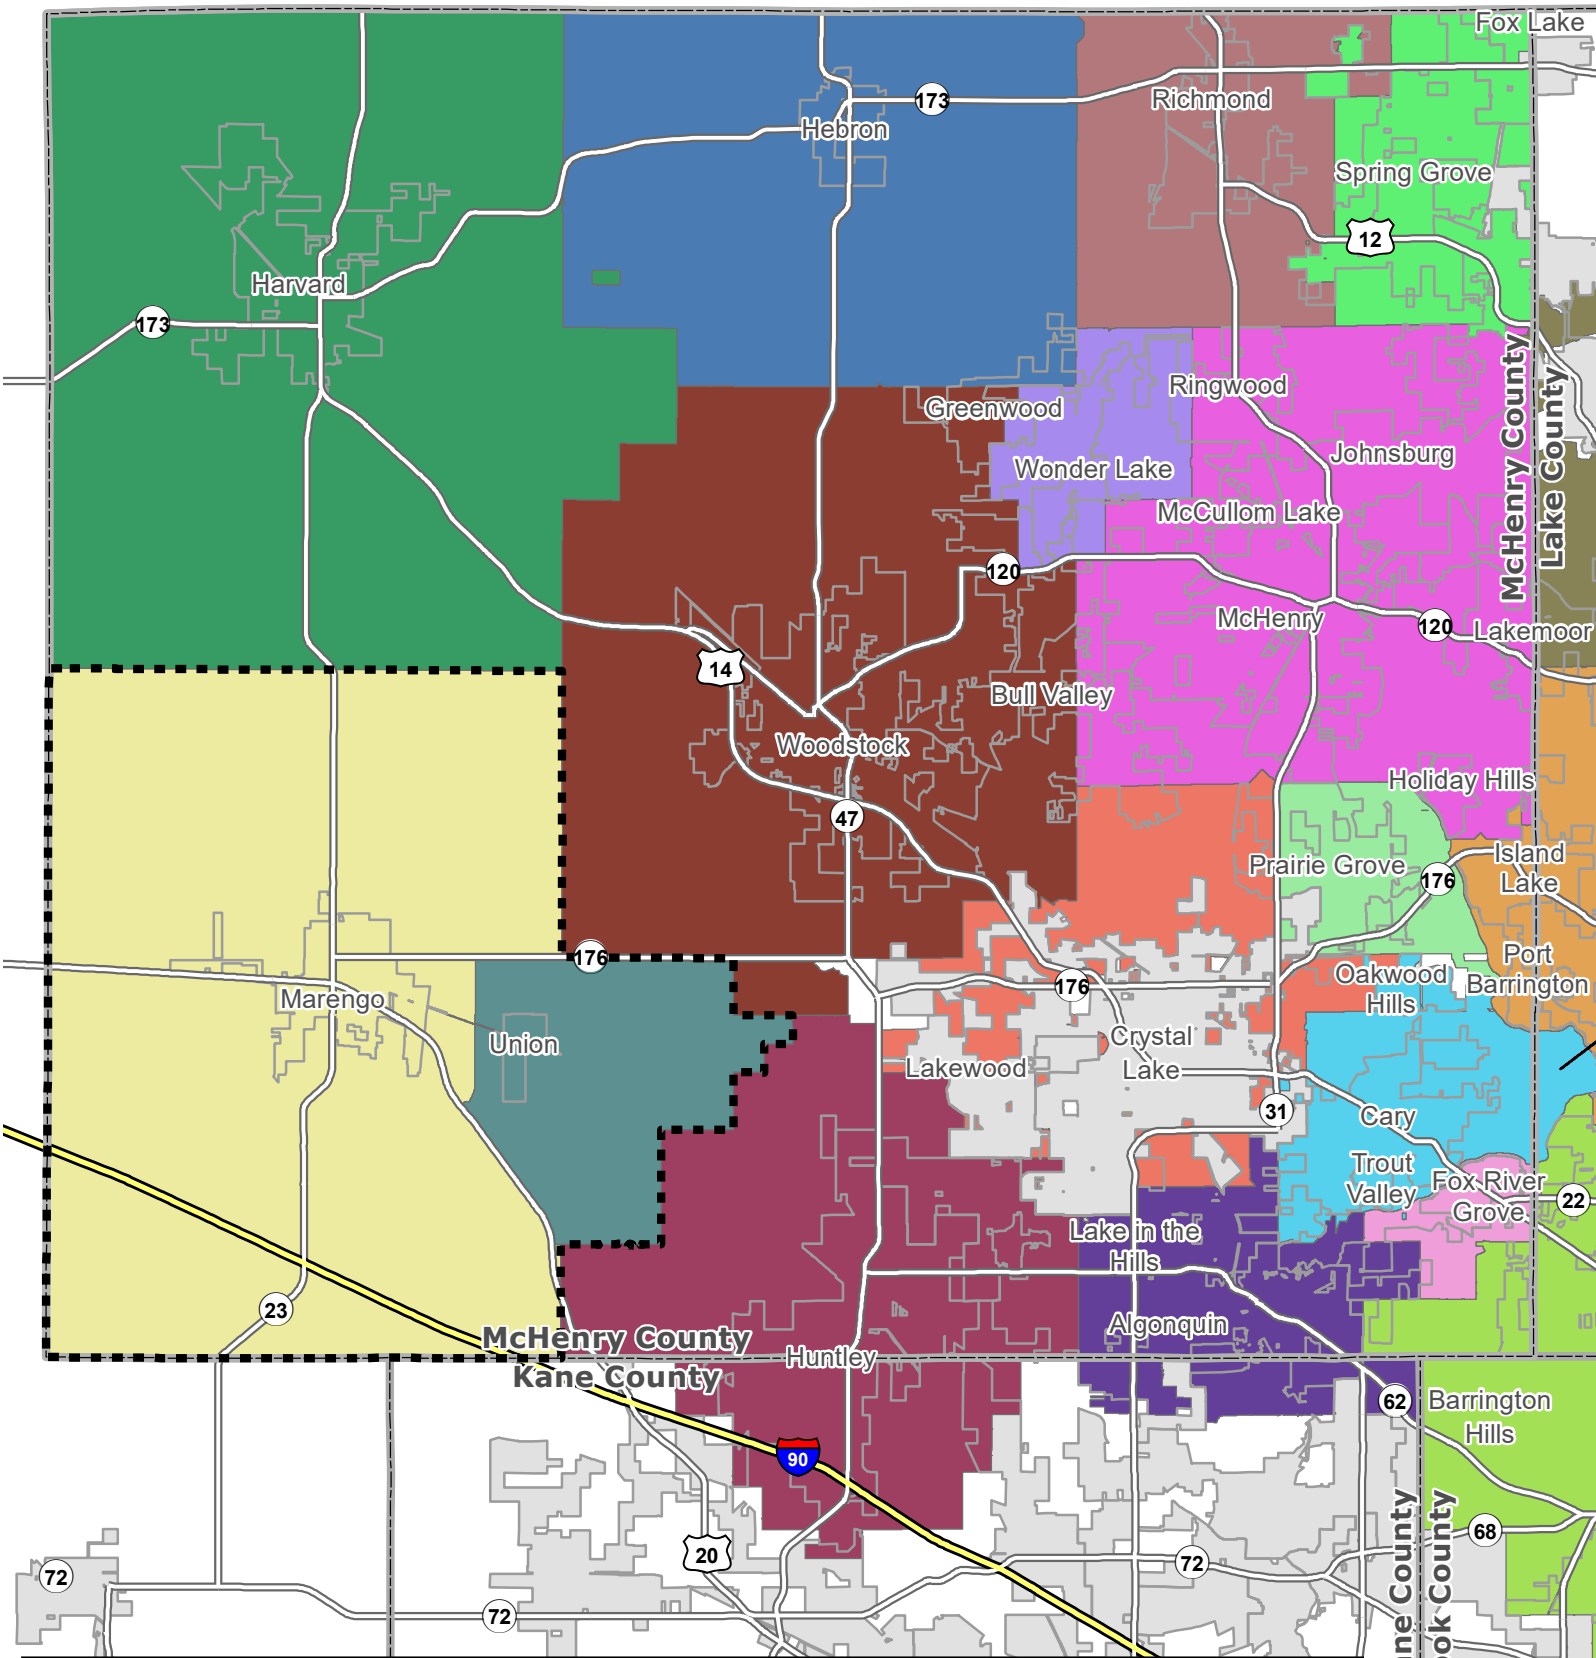 Fox Lake
173
Richmond
Hebron
Spring Grove
12
Harvard
173
McHenry County
Lake County
Ringwood
Greenwood
Johnsburg
Wonder Lake
McCullom Lake
120
McHenry
120
Lakemoor
14
Bull Valley
Woodstock
Holiday Hills
47
Island
Lake
Prairie Grove
176
176
Port
Barrington
Oakwood
Hills
176
Marengo
Union
Crystal
Lake
Lakewood
31
Cary
Trout
Valley
Fox River
Grove
22
Lake in the
Hills
23
Algonquin
McHenry County
Kane County
Huntley
62
Barrington
Hills
90
68
20
72
72
72
ne County
ok County